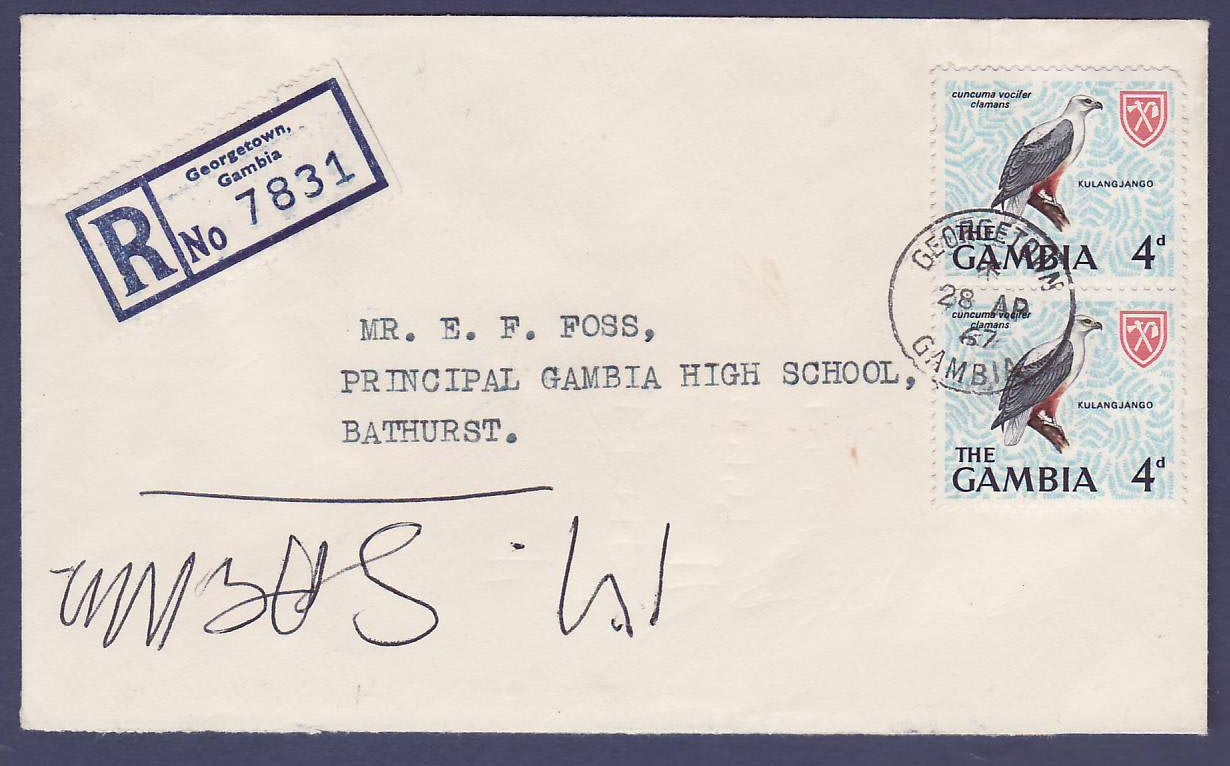 Georgetown,
Gambia
R No 7831
cuncuma vocifer
clamans
KULANGJANGO
THE
GAMBIA 4d
GEORGETOWN
28 AP
67
GAMBIA
cuncuma vocifer
clamans
KULANGJANGO
THE
GAMBIA 4d
MR. E. F. FOSS,
PRINCIPAL GAMBIA HIGH SCHOOL,
BATHURST.